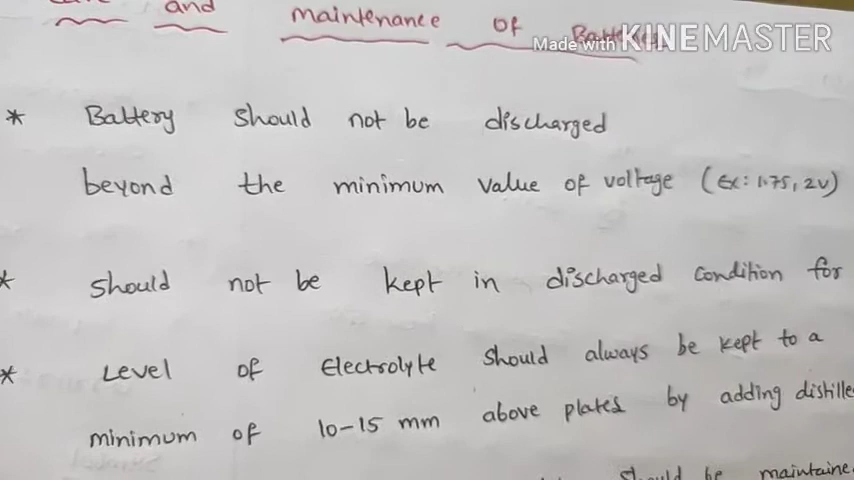 and maintenance of
Made with KINEMASTER
* Battery should not be discharged
beyond the minimum value of voltage (Ex: 1.75, 2V)
* should not be kept in discharged condition for
* Level of Electrolyte should always be kept to a
minimum of 10-15 mm above plates by adding distille
should be maintaine